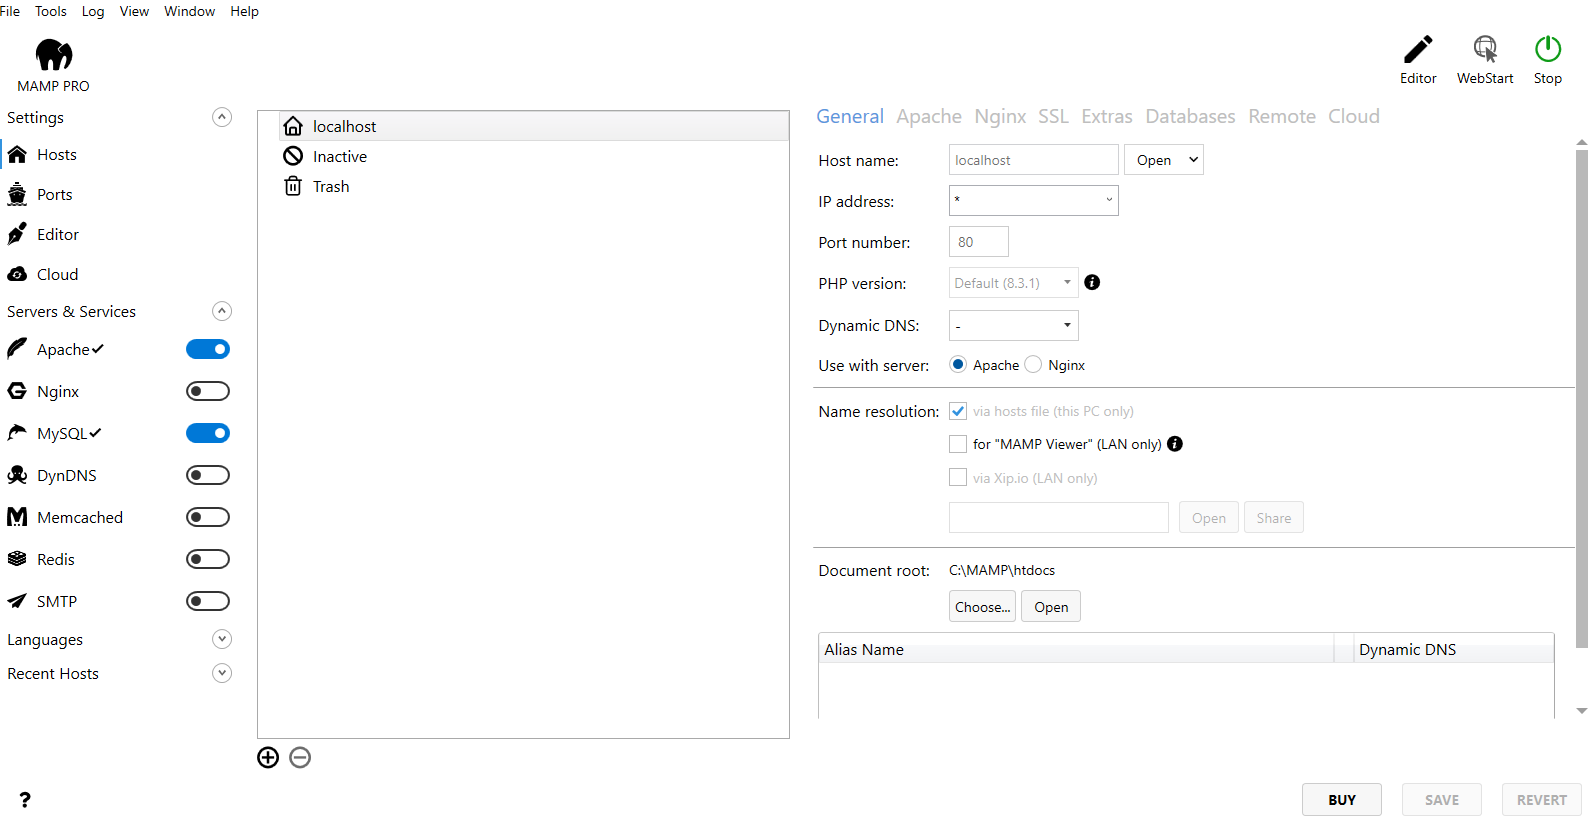 File Tools Log View Window Help
MAMP PRO
Editor WebStart Stop
Settings
Hosts
Ports
Editor
Cloud
Servers & Services
Apache
Nginx
MySQL
DynDNS
Memcached
Redis
SMTP
Languages
Recent Hosts
localhost
Inactive
Trash
General Apache Nginx SSL Extras Databases Remote Cloud
Host name: localhost Open
IP address: *
Port number: 80
PHP version: Default (8.3.1)
Dynamic DNS: -
Use with server: Apache Nginx
Name resolution: via hosts file (this PC only)
for "MAMP Viewer" (LAN only)
via Xip.io (LAN only)
Open Share
Document root: C:\MAMP\htdocs
Choose... Open
Alias Name Dynamic DNS
?
BUY SAVE REVERT